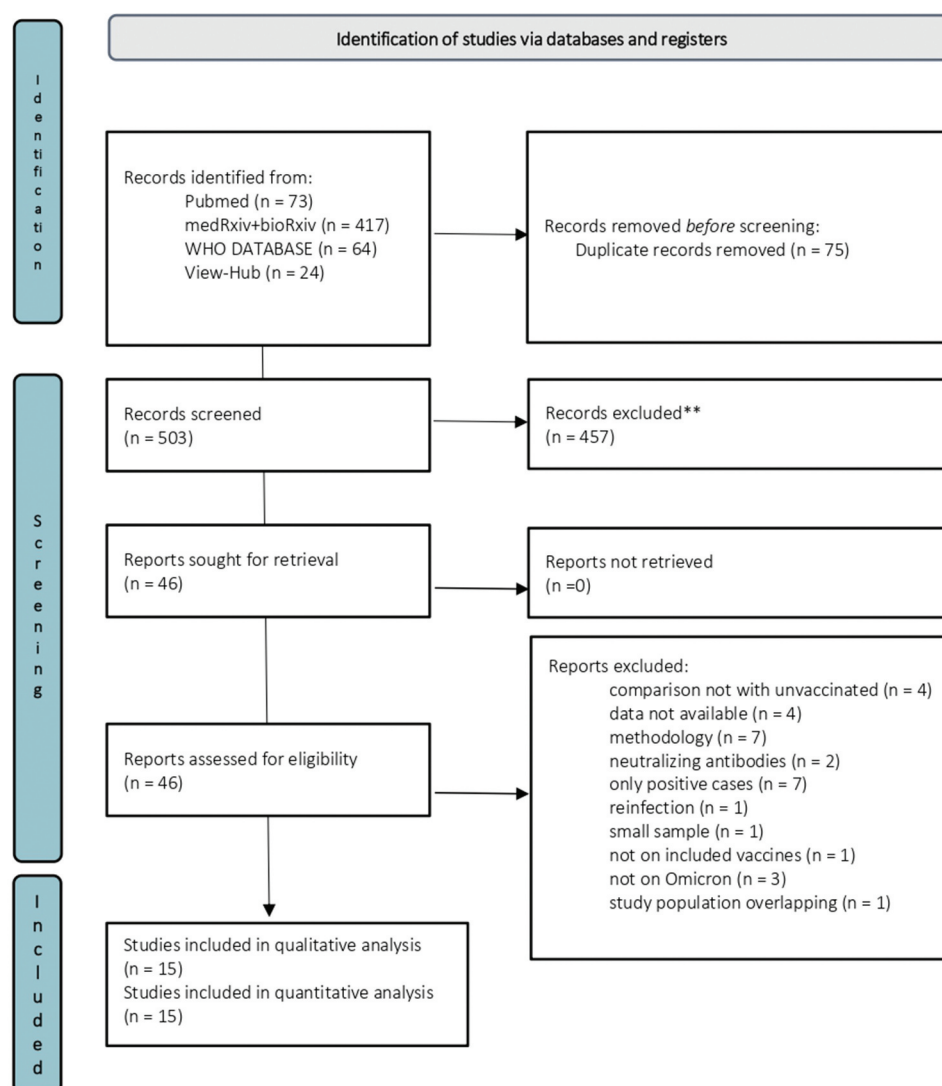 Identification of studies via databases and registers
Identification
Records identified from:
Pubmed (n = 73)
medRxiv+bioRxiv (n = 417)
WHO DATABASE (n = 64)
View-Hub (n = 24)
Records removed before screening:
Duplicate records removed (n = 75)
Screening
Records screened
(n = 503)
Records excluded**
(n = 457)
Reports sought for retrieval
(n = 46)
Reports not retrieved
(n =0)
Reports assessed for eligibility
(n = 46)
Reports excluded:
comparison not with unvaccinated (n = 4)
data not available (n = 4)
methodology (n = 7)
neutralizing antibodies (n = 2)
only positive cases (n = 7)
reinfection (n = 1)
small sample (n = 1)
not on included vaccines (n = 1)
not on Omicron (n = 3)
study population overlapping (n = 1)
Included
Studies included in qualitative analysis
(n = 15)
Studies included in quantitative analysis
(n = 15)